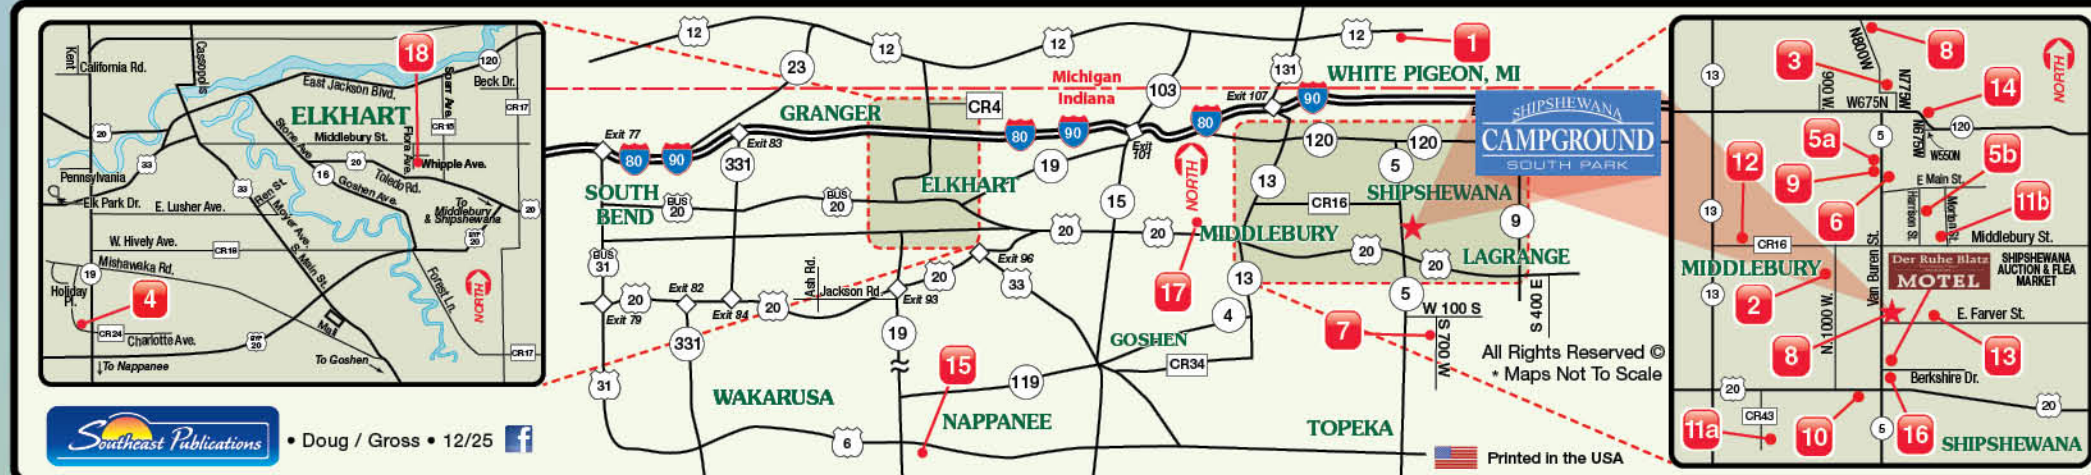 Kent
California Rd.
Cassopolis
18
120
Beck Dr.
East Jackson Blvd.
ELKHART
CR17
Middlebury St.
Stone Ave.
Flora Ave.
CR15
20
33
20
Whipple Ave.
16
Toledo Rd.
Goshen Ave.
Pennsylvania
33
Elk Park Dr.
E. Lusher Ave.
Moyer Ave.
To
Middlebury
& Shipshewana
20
W. Hively Ave.
CR18
BYP
20
Mishawaka Rd.
S. Main St.
19
Holiday
Pl.
4
Forest Ln.
NORTH
CR24
Charlotte Ave.
BYP
20
Mall
To Goshen
CR17
To Nappanee
Southeast Publications
• Doug / Gross • 12/25
12
12
12
12
1
23
131
WHITE PIGEON, MI
103
Michigan
Indiana
GRANGER
CR4
Exit 107
90
Exit 77
80
90
Exit 83
80
90
80
Exit
101
120
120
331
19
5
SOUTH
BEND
ELKHART
NORTH
13
SHIPSHEWANA
BUS
20
BUS
20
15
CR16
9
20
20
MIDDLEBURY
20
20
LAGRANGE
BUS
31
Exit 96
17
13
Ash Rd.
20
33
Jackson Rd.
20
Exit 82
20
Exit 93
5
Exit 79
Exit 84
4
W 100 S
S 400 E
7
S 700 W
331
19
GOSHEN
CR34
All Rights Reserved ©
* Maps Not To Scale
31
15
119
WAKARUSA
NAPPANEE
TOPEKA
6
Printed in the USA
SHIPSHEWANA
CAMPGROUND
SOUTH PARK
N800W
8
3
NORTH
13
900 W.
N775W
14
W675N
5
N675W
120
5a
W550N
5b
12
9
E Main St.
13
6
Harrison St.
Morton St.
11b
CR16
Middlebury St.
MIDDLEBURY
Van Buren St.
Der Ruhe Blatz
MOTEL
SHIPSHEWANA
AUCTION & FLEA
MARKET
13
2
N. 1000 W.
E. Farver St.
8
13
Berkshire Dr.
20
CR43
20
11a
10
5
16
SHIPSHEWANA